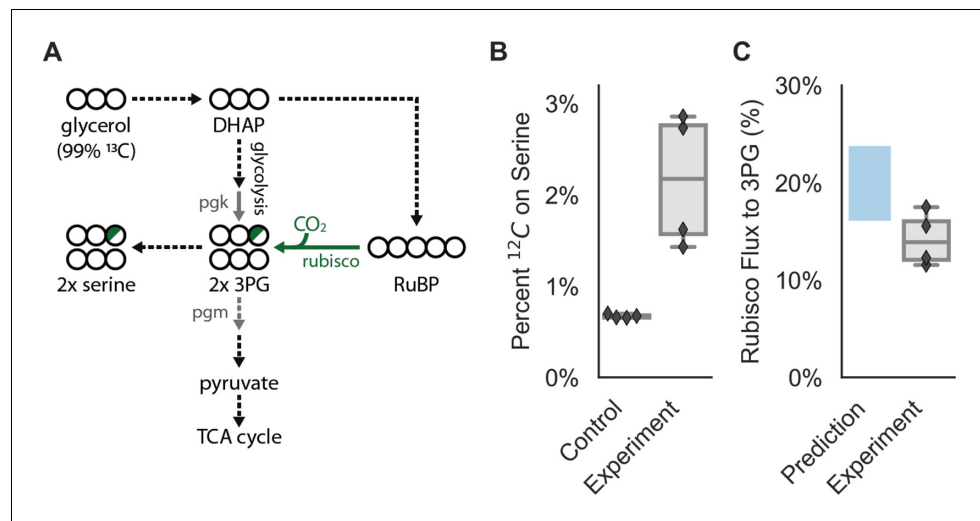 A
glycerol
(99% ¹³C)
DHAP
glycolysis
pgk
CO₂
rubisco
2x serine
2x 3PG
RuBP
pgm
pyruvate
TCA cycle
B
Percent ¹²C on Serine
3%
2%
1%
0%
Control
Experiment
C
Rubisco Flux to 3PG (%)
30%
20%
10%
0%
Prediction
Experiment